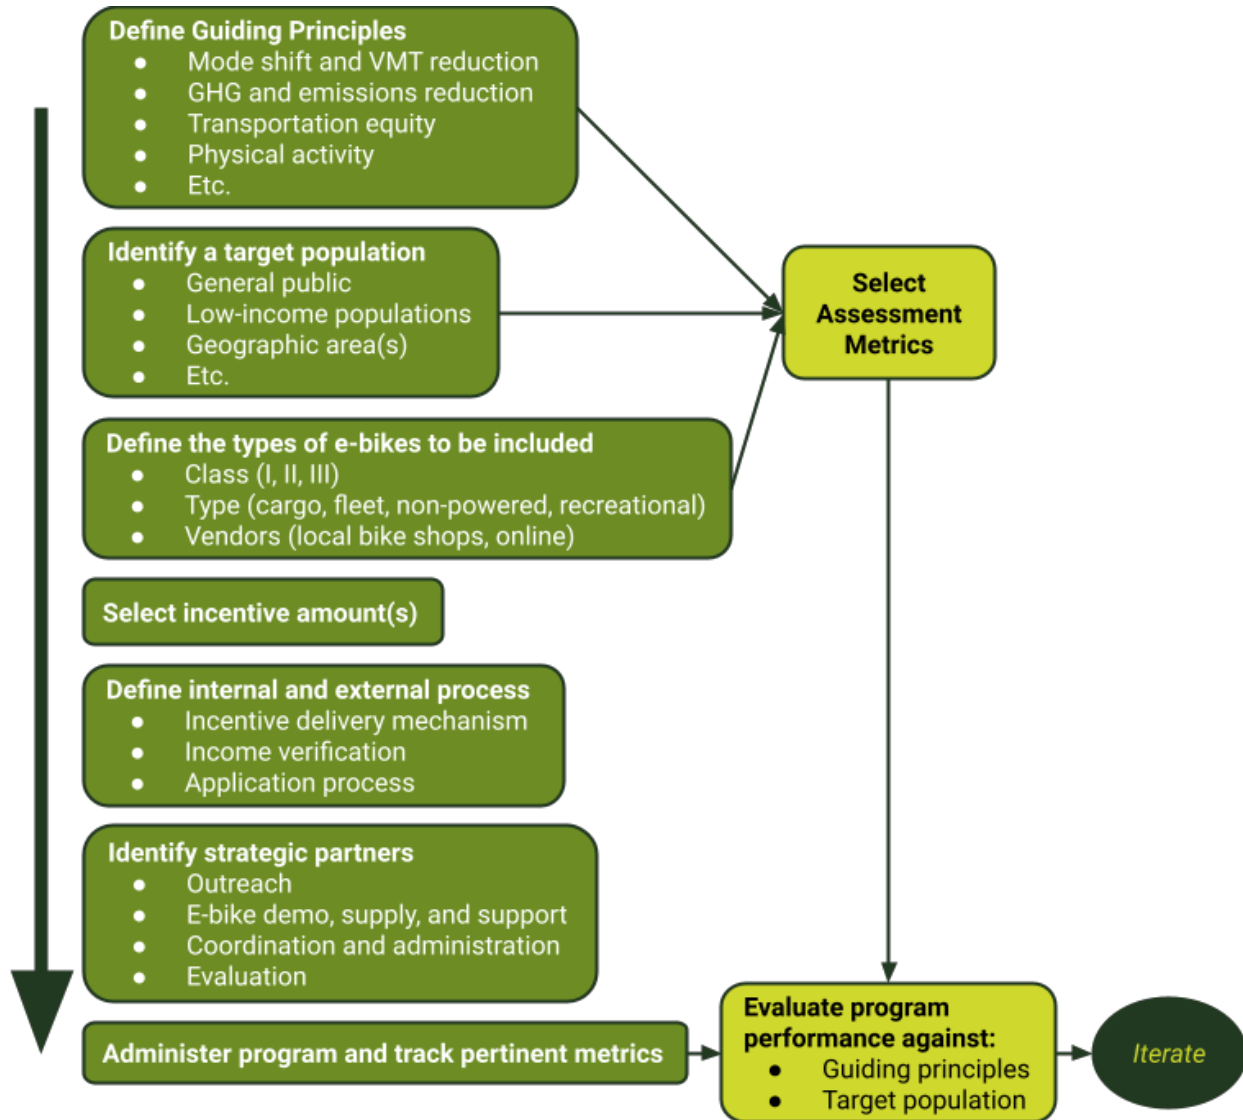 Define Guiding Principles
● Mode shift and VMT reduction
● GHG and emissions reduction
● Transportation equity
● Physical activity
● Etc.
Identify a target population
● General public
● Low-income populations
● Geographic area(s)
● Etc.
Select
Assessment
Metrics
Define the types of e-bikes to be included
● Class (I, II, III)
● Type (cargo, fleet, non-powered, recreational)
● Vendors (local bike shops, online)
Select incentive amount(s)
Define internal and external process
● Incentive delivery mechanism
● Income verification
● Application process
Identify strategic partners
● Outreach
● E-bike demo, supply, and support
● Coordination and administration
● Evaluation
Administer program and track pertinent metrics
Evaluate program
performance against:
● Guiding principles
● Target population
Iterate